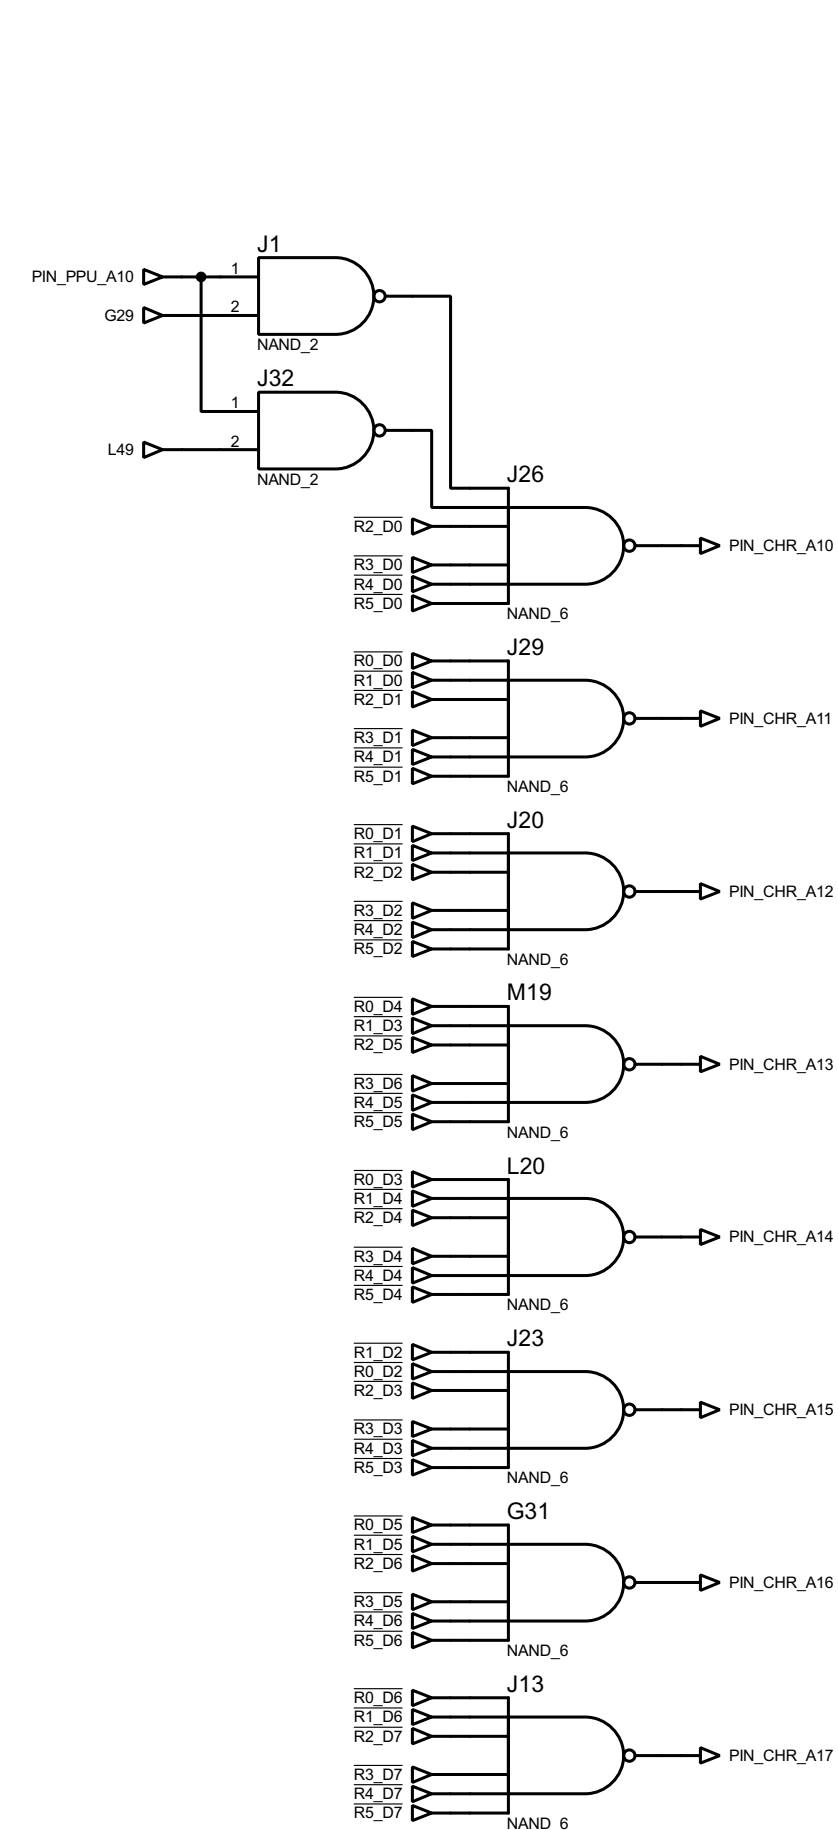 J1
PIN_PPU_A10
1
G29
2
NAND_2
J32
1
L49
2
NAND_2
J26
R2_D0
R3_D0
R4_D0
R5_D0
PIN_CHR_A10
NAND_6
J29
R0_D0
R1_D0
R2_D1
R3_D1
R4_D1
R5_D1
PIN_CHR_A11
NAND_6
J20
R0_D1
R1_D1
R2_D2
R3_D2
R4_D2
R5_D2
PIN_CHR_A12
NAND_6
M19
R0_D4
R1_D3
R2_D5
R3_D6
R4_D5
R5_D5
PIN_CHR_A13
NAND_6
L20
R0_D3
R1_D4
R2_D4
R3_D4
R4_D4
R5_D4
PIN_CHR_A14
NAND_6
J23
R1_D2
R0_D2
R2_D3
R3_D3
R4_D3
R5_D3
PIN_CHR_A15
NAND_6
G31
R0_D5
R1_D5
R2_D6
R3_D5
R4_D6
R5_D6
PIN_CHR_A16
NAND_6
J13
R0_D6
R1_D6
R2_D7
R3_D7
R4_D7
R5_D7
PIN_CHR_A17
NAND_6